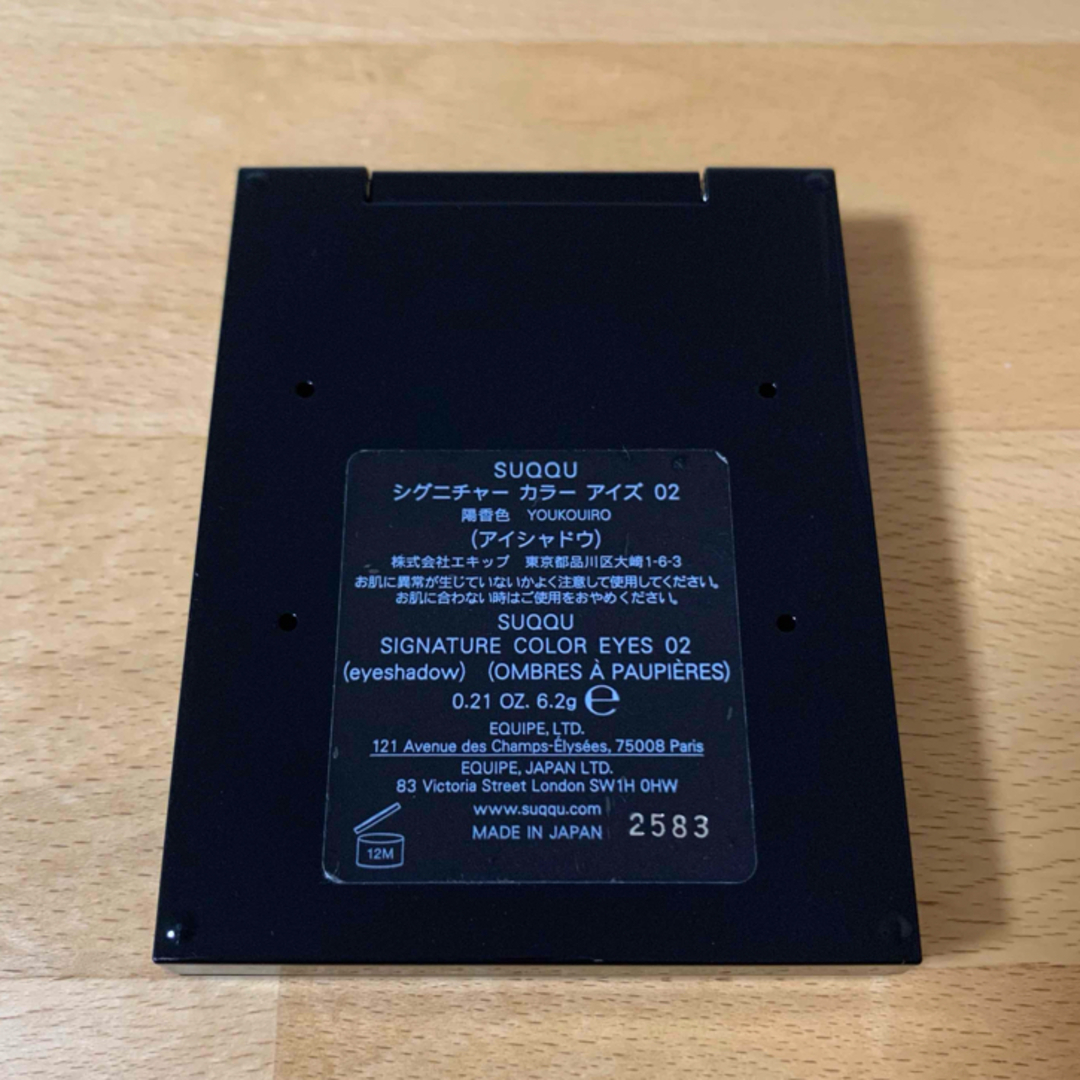 SUQQU
シグニチャー カラー アイズ 02
陽香色 YOUKOUIRO
(アイシャドウ)
株式会社エキップ 東京都品川区大崎1-6-3
お肌に異常が生じていないかよく注意して使用してください。
お肌に合わない時はご使用をおやめください。
SUQQU
SIGNATURE COLOR EYES 02
(eyeshadow) (OMBRES À PAUPIÈRES)
0.21 OZ. 6.2g ℮
EQUIPE, LTD.
121 Avenue des Champs-Élysées, 75008 Paris
EQUIPE, JAPAN LTD.
83 Victoria Street London SW1H 0HW
www.suqqu.com
MADE IN JAPAN 2583
12M